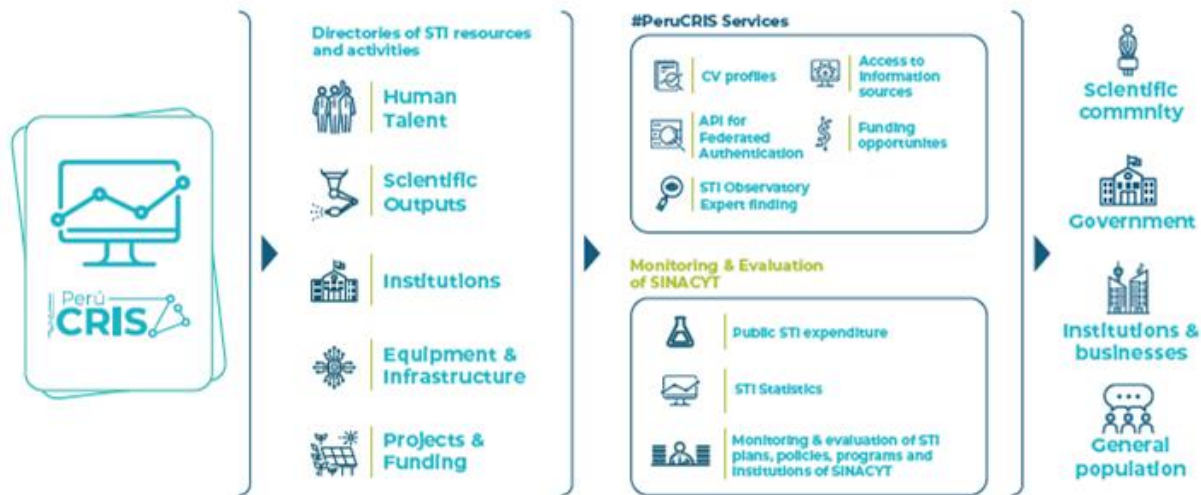 Perú
CRIS
Directories of STI resources
and activities
Human
Talent
Scientific
Outputs
Institutions
Equipment &
Infrastructure
Projects &
Funding
#PeruCRIS Services
CV profiles
Access to
information
sources
API for
Federated
Authentication
Funding
opportunites
STI Observatory
Expert finding
Monitoring & Evaluation
of SINACYT
Public STI expenditure
STI Statistics
Monitoring & evaluation of STI
plans, policies, programs and
institutions of SINACYT
Scientific
commnity
Government
Institutions &
businesses
General
population